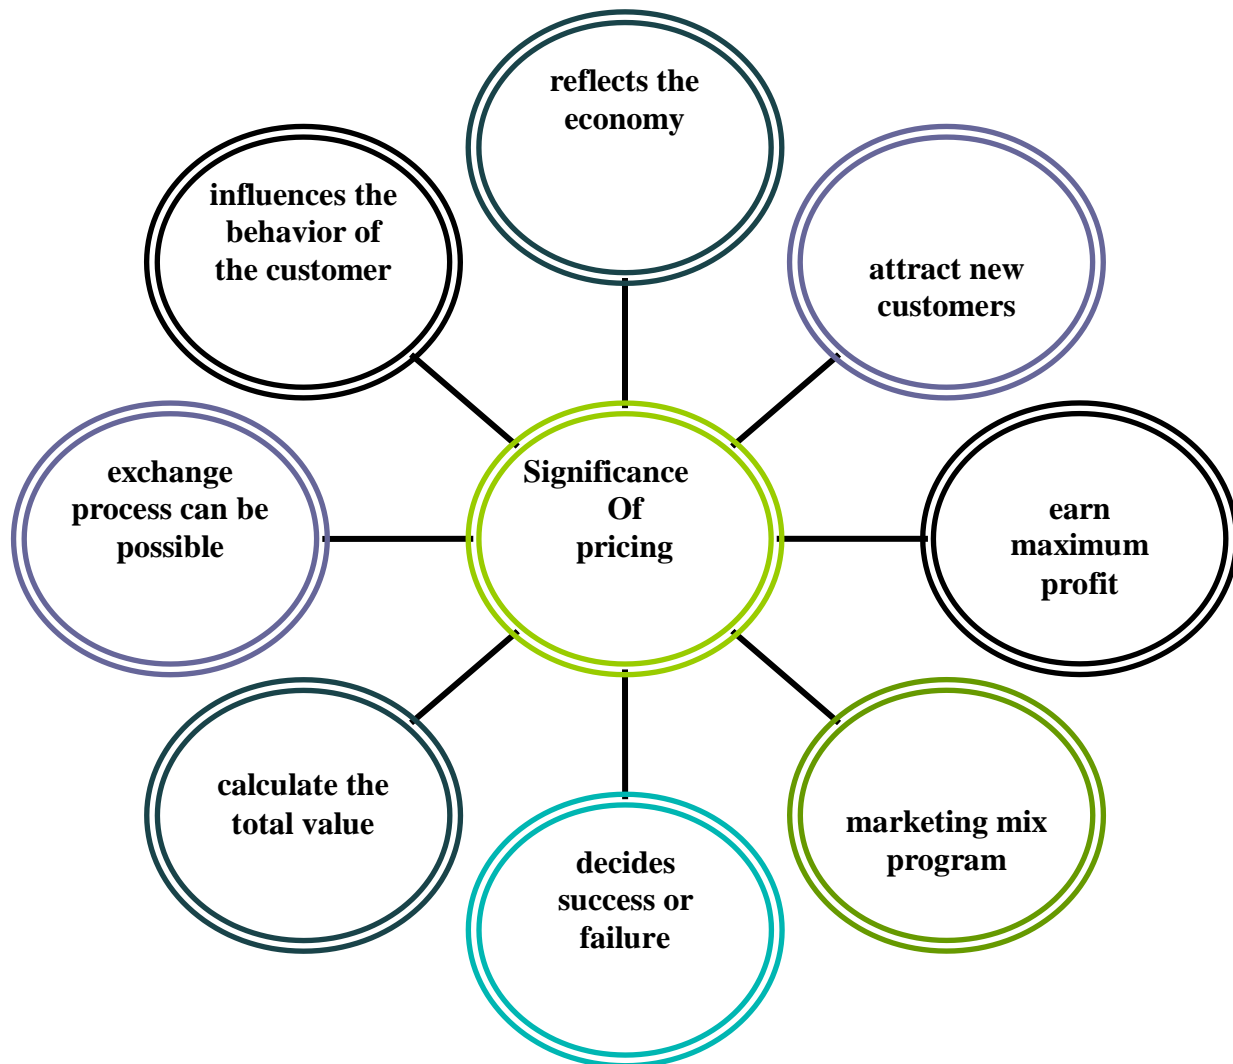 reflects the
economy
influences the
behavior of
the customer
attract new
customers
exchange
process can be
possible
Significance
Of
pricing
earn
maximum
profit
calculate the
total value
marketing mix
program
decides
success or
failure